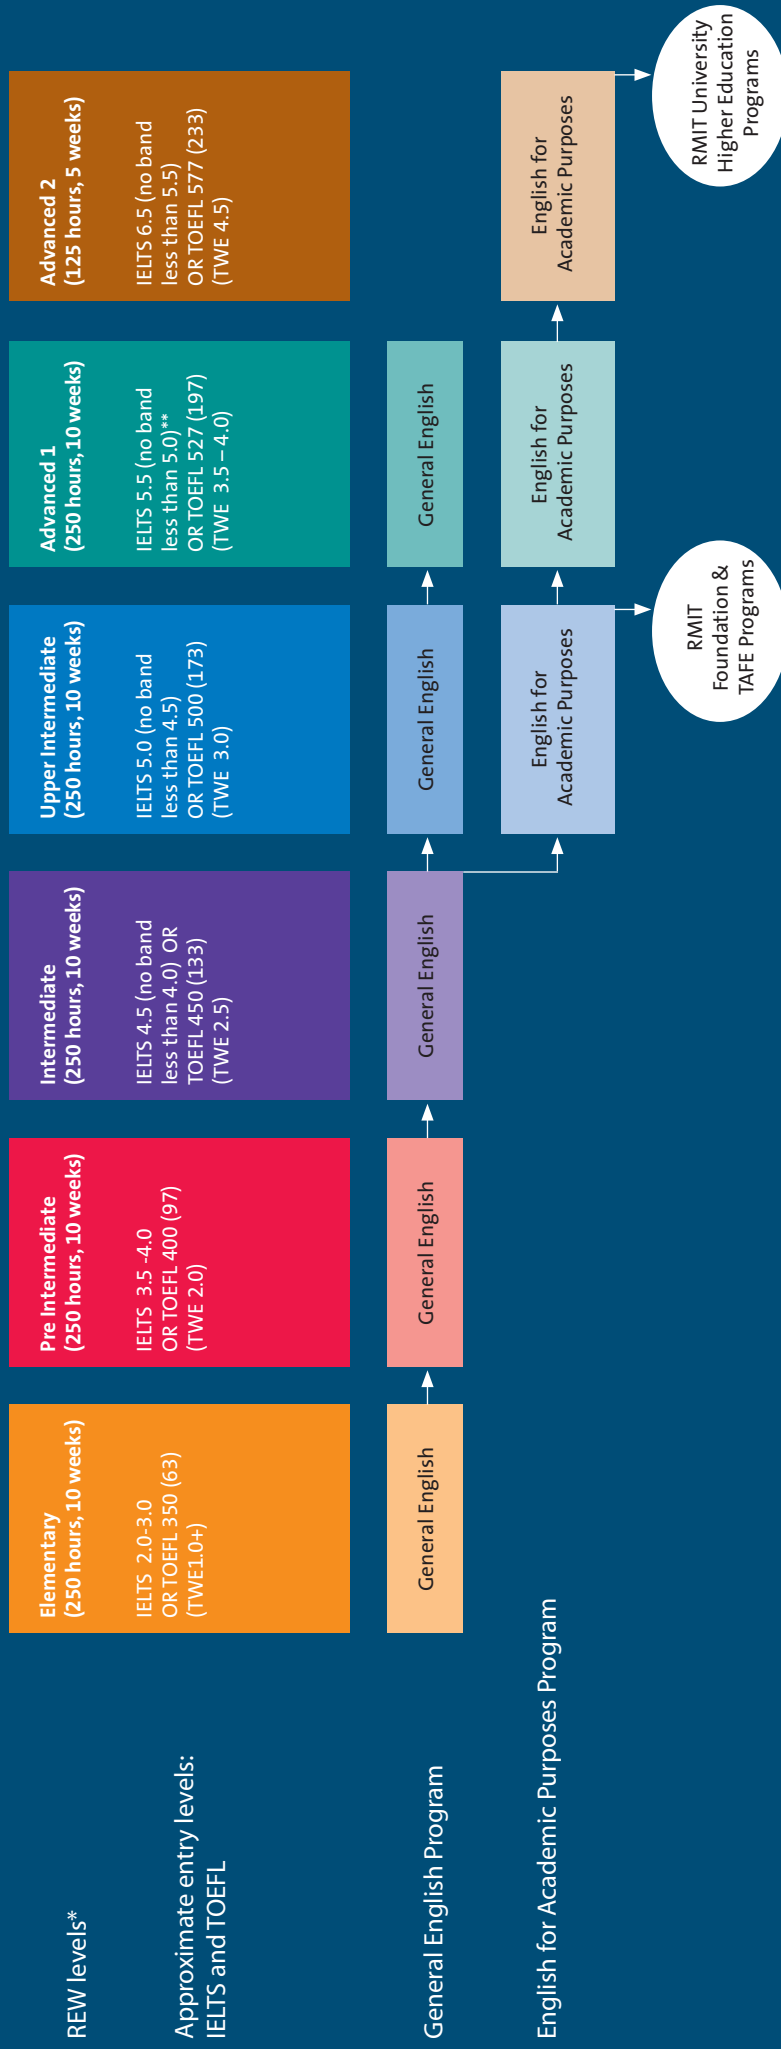 REW levels*
Elementary
(250 hours, 10 weeks)
Pre Intermediate
(250 hours, 10 weeks)
Intermediate
(250 hours, 10 weeks)
Upper Intermediate
(250 hours, 10 weeks)
Advanced 1
(250 hours, 10 weeks)
Advanced 2
(125 hours, 5 weeks)
Approximate entry levels:
IELTS and TOEFL
IELTS 2.0-3.0
OR TOEFL 350 (63)
(TWE1.0+)
IELTS 3.5 -4.0
OR TOEFL 400 (97)
(TWE 2.0)
IELTS 4.5 (no band
less than 4.0) OR
TOEFL 450 (133)
(TWE 2.5)
IELTS 5.0 (no band
less than 4.5)
OR TOEFL 500 (173)
(TWE 3.0)
IELTS 5.5 (no band
less than 5.0)**
OR TOEFL 527 (197)
(TWE 3.5 – 4.0)
IELTS 6.5 (no band
less than 5.5)
OR TOEFL 577 (233)
(TWE 4.5)
General English Program
General English
General English
General English
General English
General English
English for Academic Purposes Program
English for
Academic Purposes
English for
Academic Purposes
English for
Academic Purposes
RMIT
Foundation &
TAFE Programs
RMIT University
Higher Education
Programs